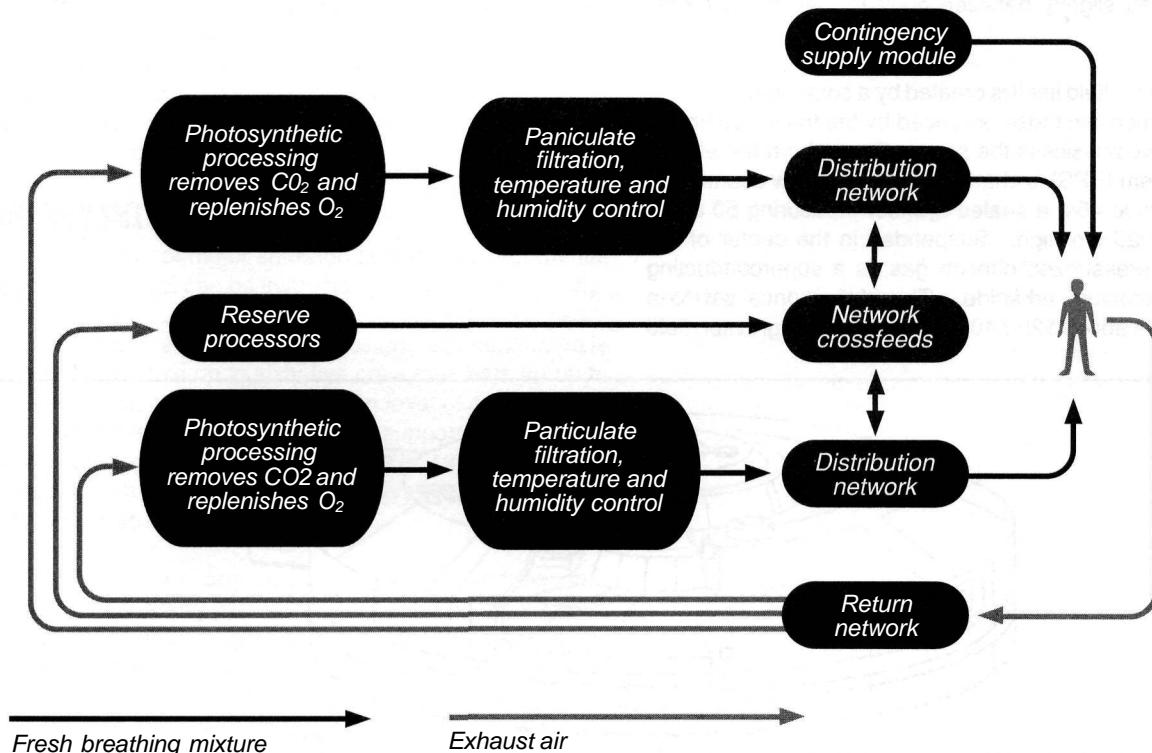 Contingency
supply module
Photosynthetic
processing
removes C0₂ and
replenishes O₂
Paniculate
filtration,
temperature and
humidity control
Distribution
network
Reserve
processors
Network
crossfeeds
Photosynthetic
processing
removes CO2 and
replenishes O₂
Particulate
filtration,
temperature and
humidity control
Distribution
network
Return
network
Fresh breathing mixture
Exhaust air